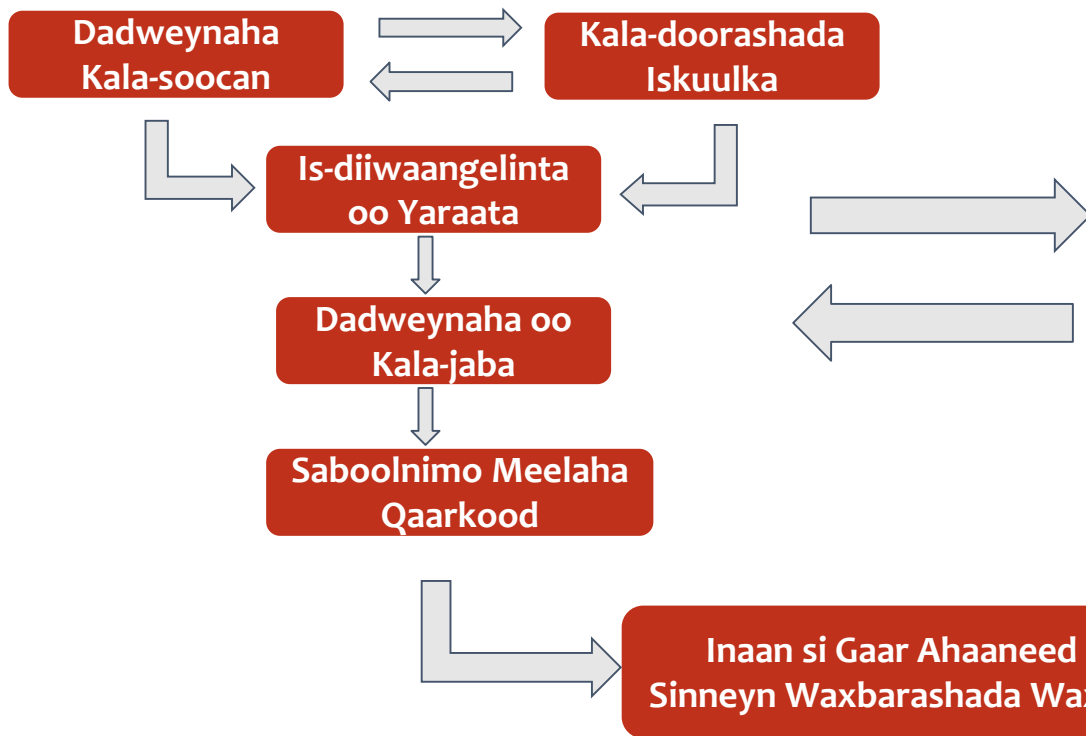 Dadweynaha
Kala-soocan
Kala-doorashada
Iskuulka
Is-diiwaangelinta
oo Yaraata
Dadweynaha oo
Kala-jaba
Saboolnimo Meelaha
Qaarkood
Inaan si Gaar Ahaaneed
Sinneyn Waxbarashada